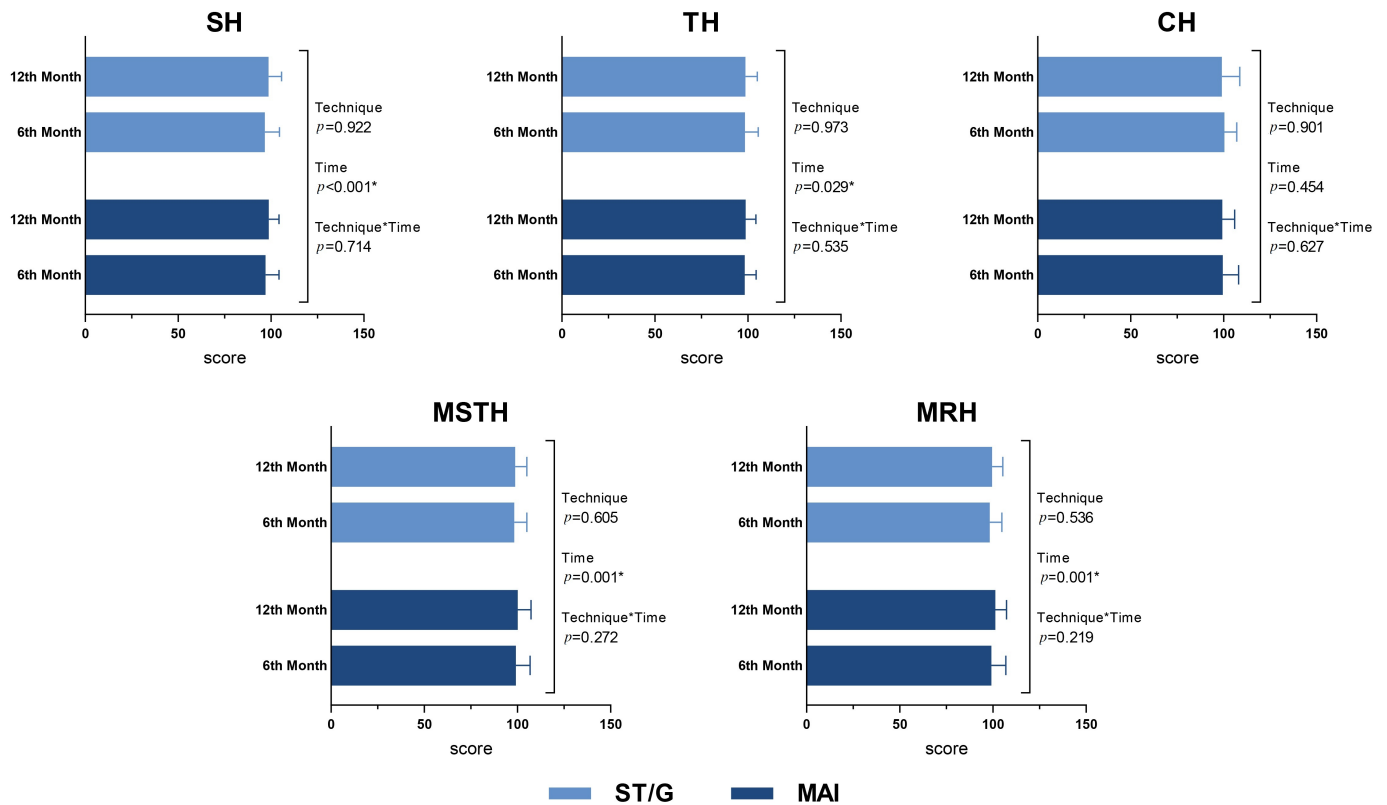 SH
12th Month
6th Month
12th Month
6th Month
Technique
p=0.922
Time
p<0.001*
Technique*Time
p=0.714
0 50 100 150
score
TH
12th Month
6th Month
12th Month
6th Month
Technique
p=0.973
Time
p=0.029*
Technique*Time
p=0.535
0 50 100 150
score
CH
12th Month
6th Month
12th Month
6th Month
Technique
p=0.901
Time
p=0.454
Technique*Time
p=0.627
0 50 100 150
score
MSTH
12th Month
6th Month
12th Month
6th Month
Technique
p=0.605
Time
p=0.001*
Technique*Time
p=0.272
0 50 100 150
score
MRH
12th Month
6th Month
12th Month
6th Month
Technique
p=0.536
Time
p=0.001*
Technique*Time
p=0.219
0 50 100 150
score
ST/G MAI